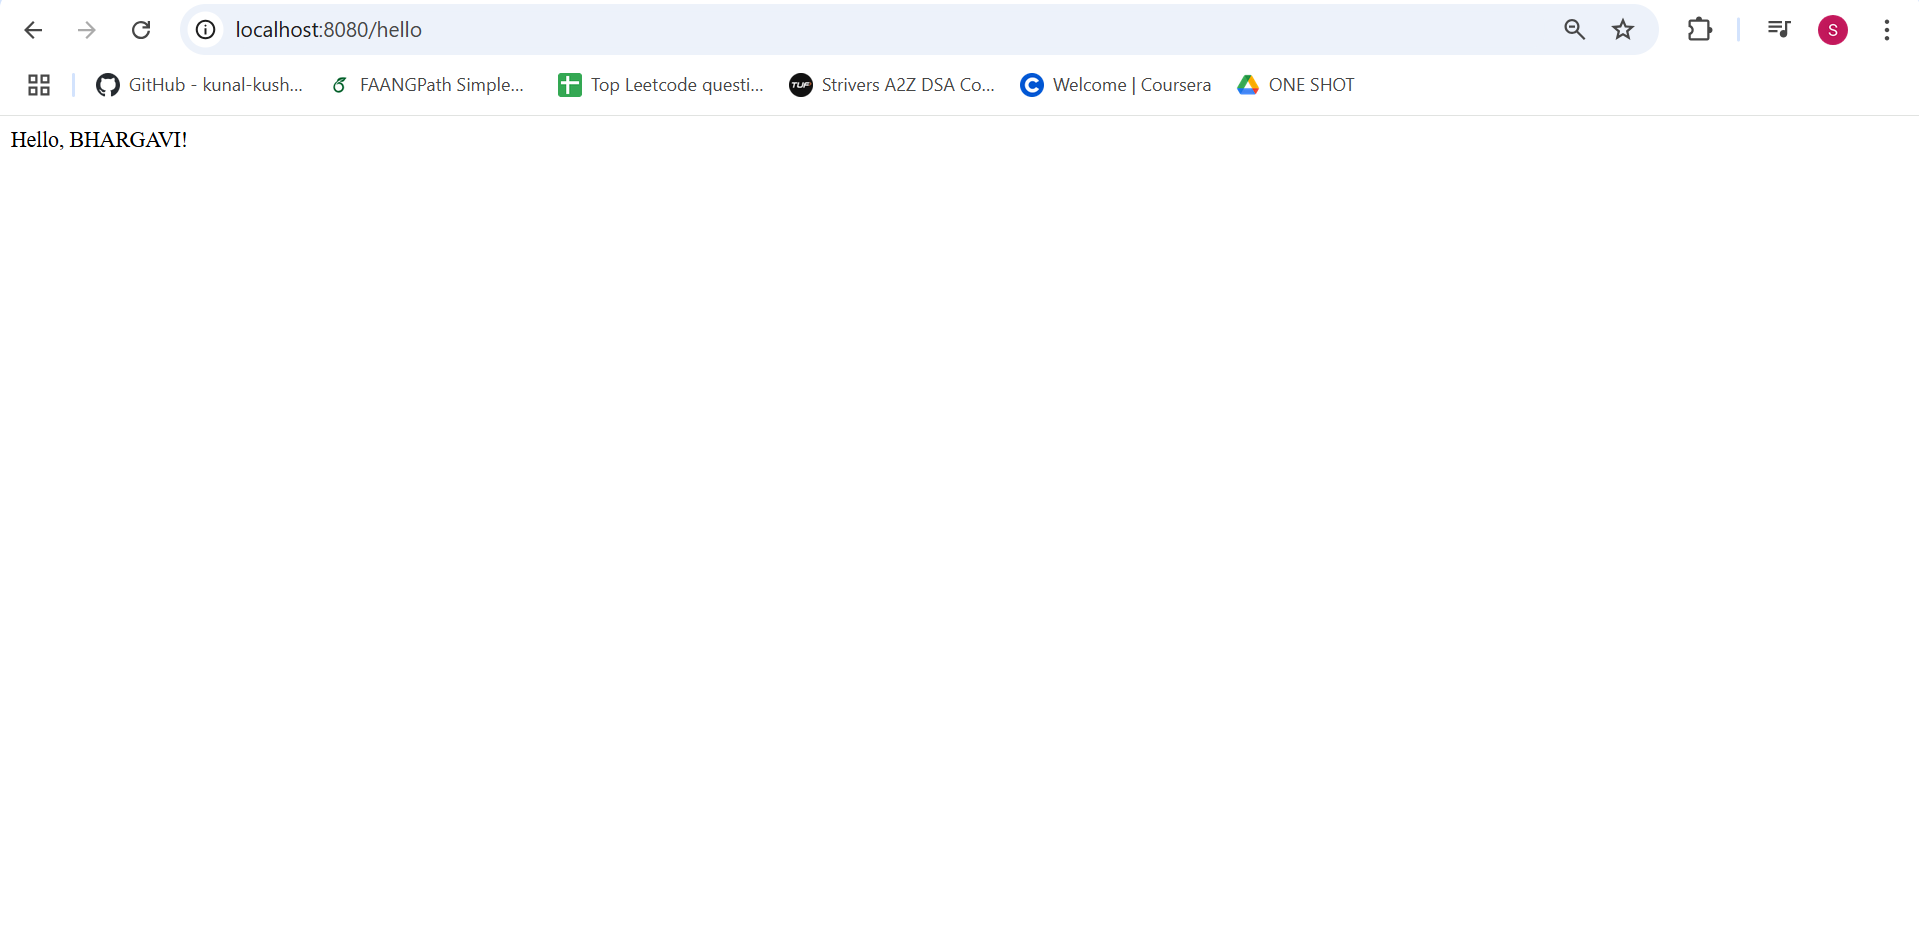 localhost:8080/hello
S
GitHub - kunal-kush... FAANGPath Simple... Top Leetcode questi... TUF Strivers A2Z DSA Co... Welcome | Coursera ONE SHOT
Hello, BHARGAVI!